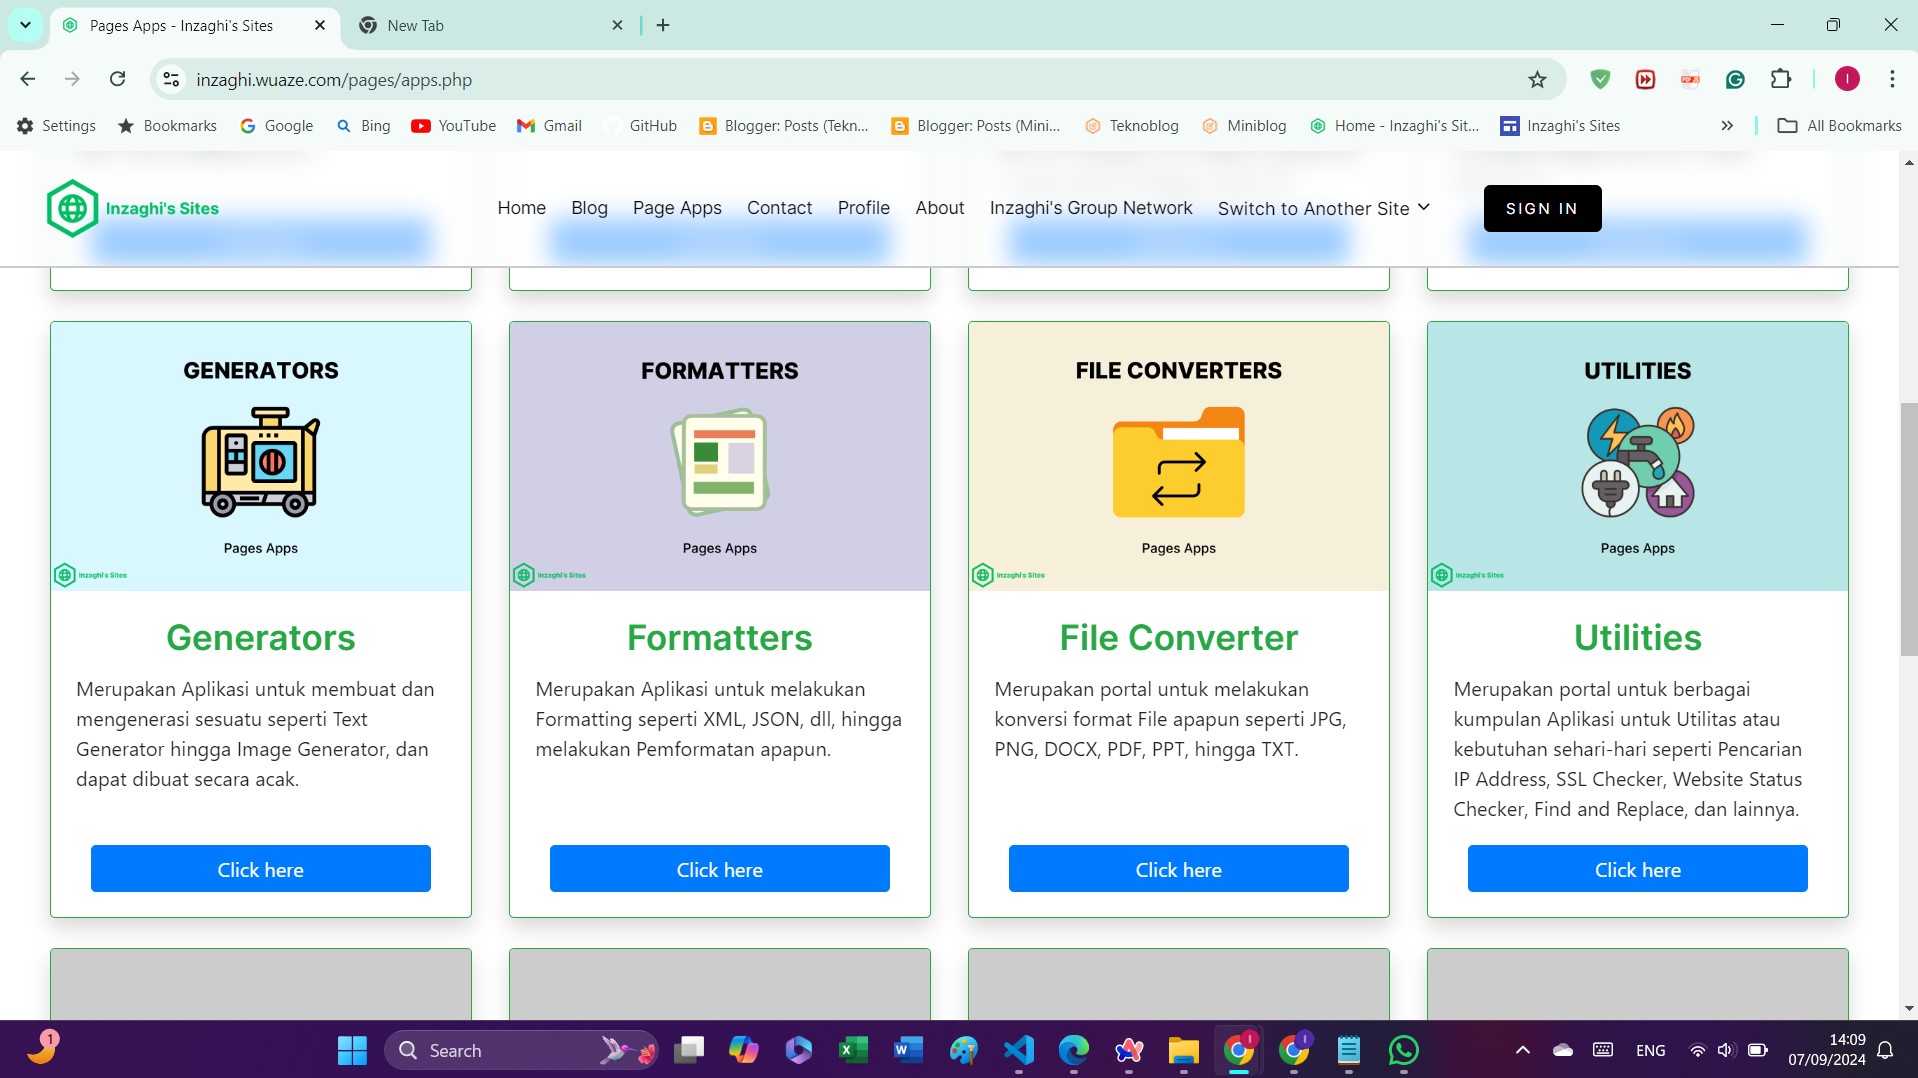 Pages Apps - Inzaghi's Sites
New Tab
inzaghi.wuaze.com/pages/apps.php
I
Settings
Bookmarks
Google
Bing
YouTube
Gmail
GitHub
Blogger: Posts (Tekn...
Blogger: Posts (Mini...
Teknoblog
Miniblog
Home - Inzaghi's Sit...
Inzaghi's Sites
All Bookmarks
Inzaghi's Sites
Home
Blog
Page Apps
Contact
Profile
About
Inzaghi's Group Network
Switch to Another Site
SIGN IN
GENERATORS
Pages Apps
Inzaghi's Sites
Generators
Merupakan Aplikasi untuk membuat dan
mengenerasi sesuatu seperti Text
Generator hingga Image Generator, dan
dapat dibuat secara acak.
Click here
FORMATTERS
Pages Apps
Inzaghi's Sites
Formatters
Merupakan Aplikasi untuk melakukan
Formatting seperti XML, JSON, dll, hingga
melakukan Pemformatan apapun.
Click here
FILE CONVERTERS
Pages Apps
Inzaghi's Sites
File Converter
Merupakan portal untuk melakukan
konversi format File apapun seperti JPG,
PNG, DOCX, PDF, PPT, hingga TXT.
Click here
UTILITIES
Pages Apps
Inzaghi's Sites
Utilities
Merupakan portal untuk berbagai
kumpulan Aplikasi untuk Utilitas atau
kebutuhan sehari-hari seperti Pencarian
IP Address, SSL Checker, Website Status
Checker, Find and Replace, dan lainnya.
Click here
1
Search
ENG
14:09
07/09/2024